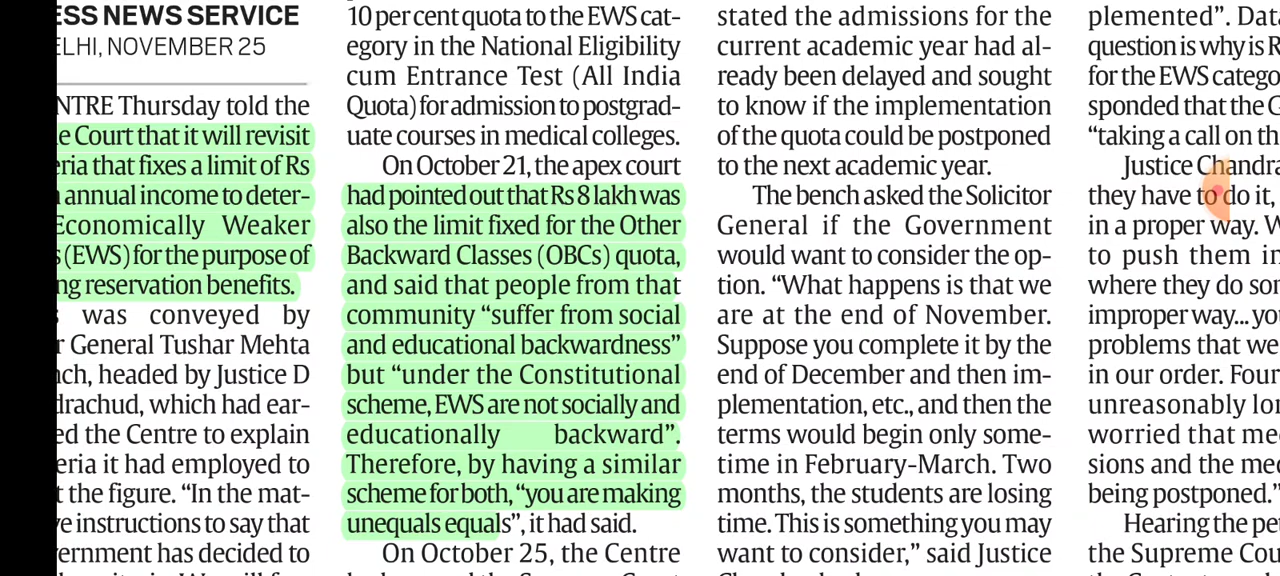 ESS NEWS SERVICE
ELHI, NOVEMBER 25
NTRE Thursday told the
e Court that it will revisit
eria that fixes a limit of Rs
annual income to deter-
Economically Weaker
s (EWS) for the purpose of
ng reservation benefits.
s was conveyed by
r General Tushar Mehta
nch, headed by Justice D
drachud, which had ear-
ed the Centre to explain
eria it had employed to
t the figure. “In the mat-
ve instructions to say that
vernment has decided to
10 per cent quota to the EWS cat-
egory in the National Eligibility
cum Entrance Test (All India
Quota) for admission to postgrad-
uate courses in medical colleges.
On October 21, the apex court
had pointed out that Rs 8 lakh was
also the limit fixed for the Other
Backward Classes (OBCs) quota,
and said that people from that
community “suffer from social
and educational backwardness”
but “under the Constitutional
scheme, EWS are not socially and
educationally backward”.
Therefore, by having a similar
scheme for both, “you are making
unequals equals”, it had said.
On October 25, the Centre
stated the admissions for the
current academic year had al-
ready been delayed and sought
to know if the implementation
of the quota could be postponed
to the next academic year.
The bench asked the Solicitor
General if the Government
would want to consider the op-
tion. “What happens is that we
are at the end of November.
Suppose you complete it by the
end of December and then im-
plementation, etc., and then the
terms would begin only some-
time in February-March. Two
months, the students are losing
time. This is something you may
want to consider,” said Justice
plemented”. Data
question is why is R
for the EWS catego
sponded that the G
“taking a call on th
Justice Chandra
they have to do it,
in a proper way. W
to push them in
where they do som
improper way... you
problems that we
in our order. Four
unreasonably lon
worried that med
sions and the med
being postponed.”
Hearing the pet
the Supreme Cou